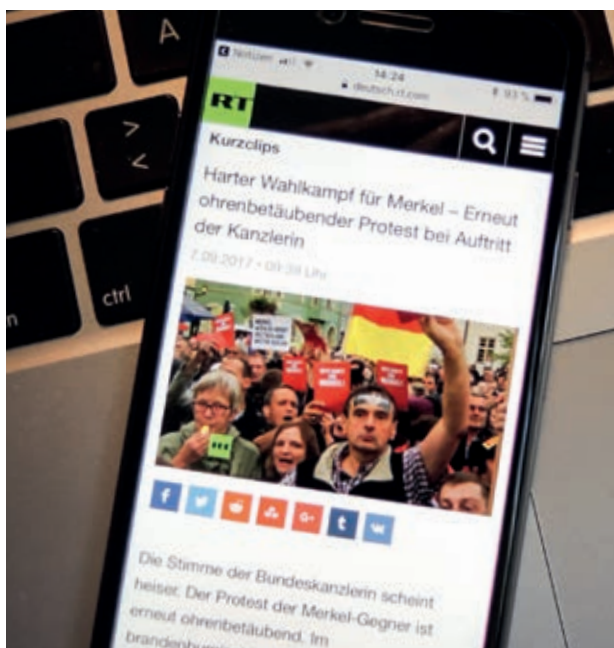 A
>
<
ctrl
Notizen
14:24
93 %
deutsch.rt.com
RT
Kurzclips
Harter Wahlkampf für Merkel – Erneut
ohrenbetäubender Protest bei Auftritt
der Kanzlerin
7.09.2017 • 09:38 Uhr
RT
f
G+
t
Die Stimme der Bundeskanzlerin scheint
heiser. Der Protest der Merkel-Gegner ist
erneut ohrenbetäubend. Im